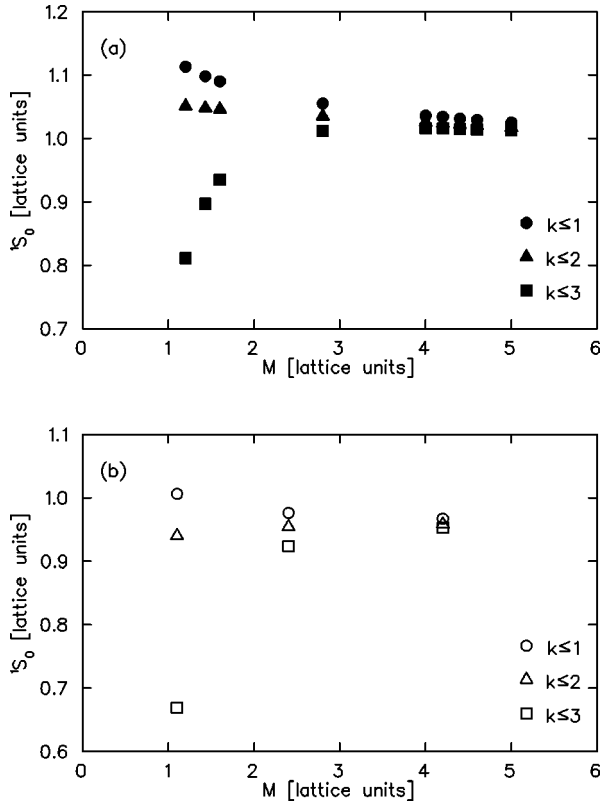 1.2
(a)
1.1
1.0
0.9
0.8
0.7
¹S₀ [lattice units]
k≤1
k≤2
k≤3
0 1 2 3 4 5 6
M [lattice units]
1.1
(b)
1.0
0.9
0.8
0.7
0.6
¹S₀ [lattice units]
k≤1
k≤2
k≤3
0 1 2 3 4 5 6
M [lattice units]